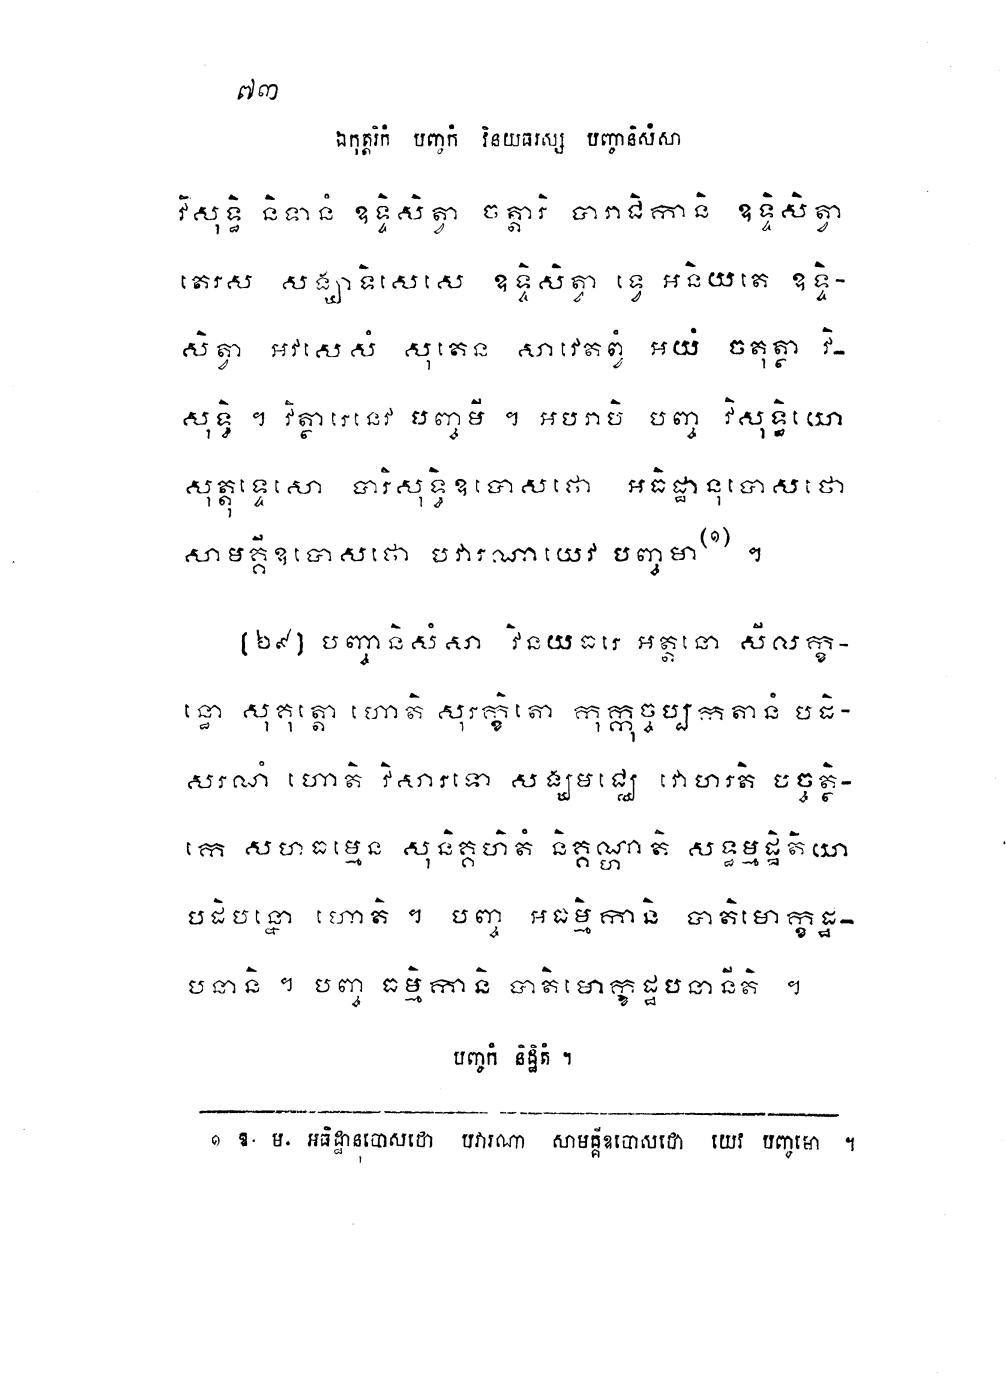 ៧៣
ឯកុត្តរិកំ បញ្ចកំ វិនយធរស្ស បញ្ចានិសំសា
វិសុទ្ធិ និទានំ ឧទ្ទិសិត្វា ចត្តារិ បារាជិកានិ ឧទ្ទិសិត្វា
តេរស សង្ឃាទិសេសេ ឧទ្ទិសិត្វា ទ្វេ អនិយតេ ឧទ្ទិ-
សិត្វា អវសេសំ សុតេន សាវេតព្វំ អយំ ចតុត្ថា វិ-
សុទ្ធិ ។ វិត្ថារេនេវ បញ្ចមី ។ អបរាបិ បញ្ច វិសុទ្ធិយោ
សុត្តុទ្ទេសោ បារិសុទ្ធិឧបោសថោ អធិដ្ឋានុបោសថោ
សាមគ្គីឧបោសថោ បវារណាយេវ បញ្ចមា(១) ។
[២៩] បញ្ចានិសំសា វិនយធរេ អត្តនោ សីលក្ខ-
ន្ធោ សុគុត្តោ ហោតិ សុរក្ខិតោ កុក្កុច្ចប្បកតានំ បដិ-
សរណំ ហោតិ វិសារទោ សង្ឃមជ្ឈេ វោហរតិ បច្ចត្ថិ-
កេ សហធម្មេន សុនិគ្គហិតំ និគ្គណ្ហាតិ សទ្ធម្មដ្ឋិតិយោ
បដិបន្នោ ហោតិ ។ បញ្ច អធម្មិកានិ បាតិមោក្ខដ្ឋ-
បនានិ ។ បញ្ច ធម្មិកានិ បាតិមោក្ខដ្ឋបនានីតិ ។
បញ្ចកំ និដ្ឋិតំ ។
១ ឱ. ម. អធិដ្ឋានុបោសថោ បវារណា សាមគ្គីឧបោសថោ យេវ បញ្ចមោ ។